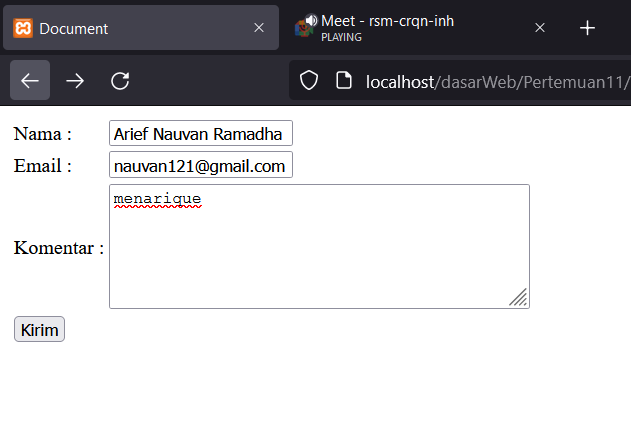 Document
Meet - rsm-crqn-inh
PLAYING
localhost/dasarWeb/Pertemuan11/
Nama : Arief Nauvan Ramadha
Email : nauvan121@gmail.com
menarique
Komentar :
Kirim